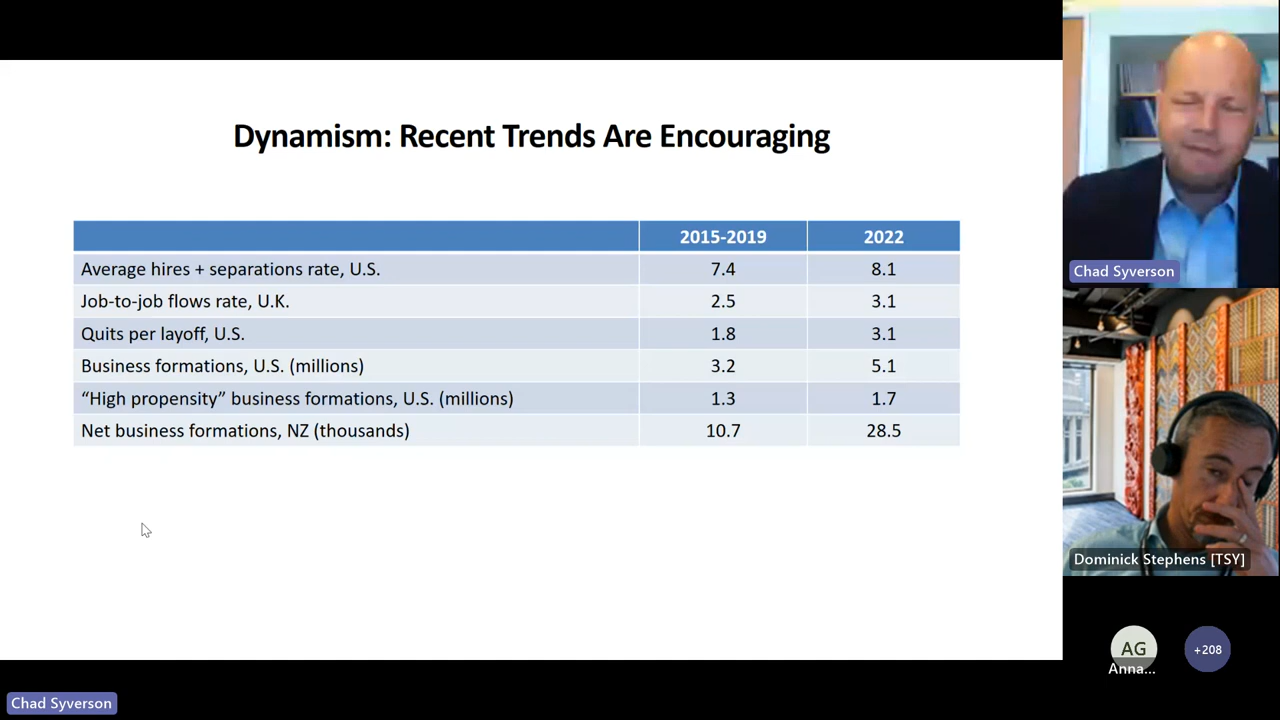 Dynamism: Recent Trends Are Encouraging
2015-2019 2022
Average hires + separations rate, U.S. 7.4 8.1
Job-to-job flows rate, U.K. 2.5 3.1
Quits per layoff, U.S. 1.8 3.1
Business formations, U.S. (millions) 3.2 5.1
“High propensity” business formations, U.S. (millions) 1.3 1.7
Net business formations, NZ (thousands) 10.7 28.5
Chad Syverson
Dominick Stephens [TSY]
AG
Anna...
+208
Chad Syverson